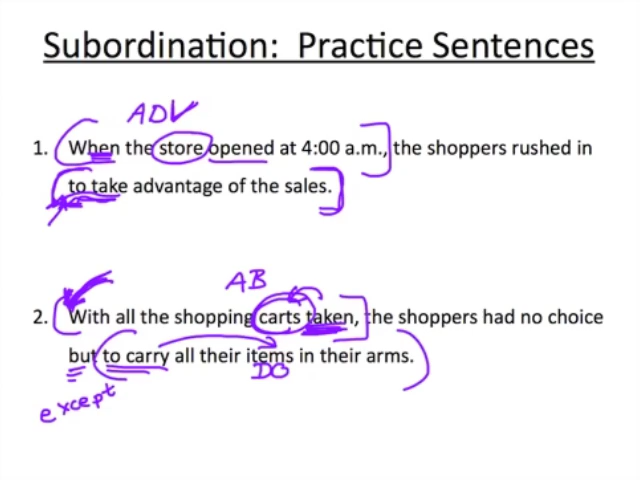 Subordination: Practice Sentences
ADV
1. When the store opened at 4:00 a.m., the shoppers rushed in
to take advantage of the sales.
AB
2. With all the shopping carts taken, the shoppers had no choice
but to carry all their items in their arms.
DO
except